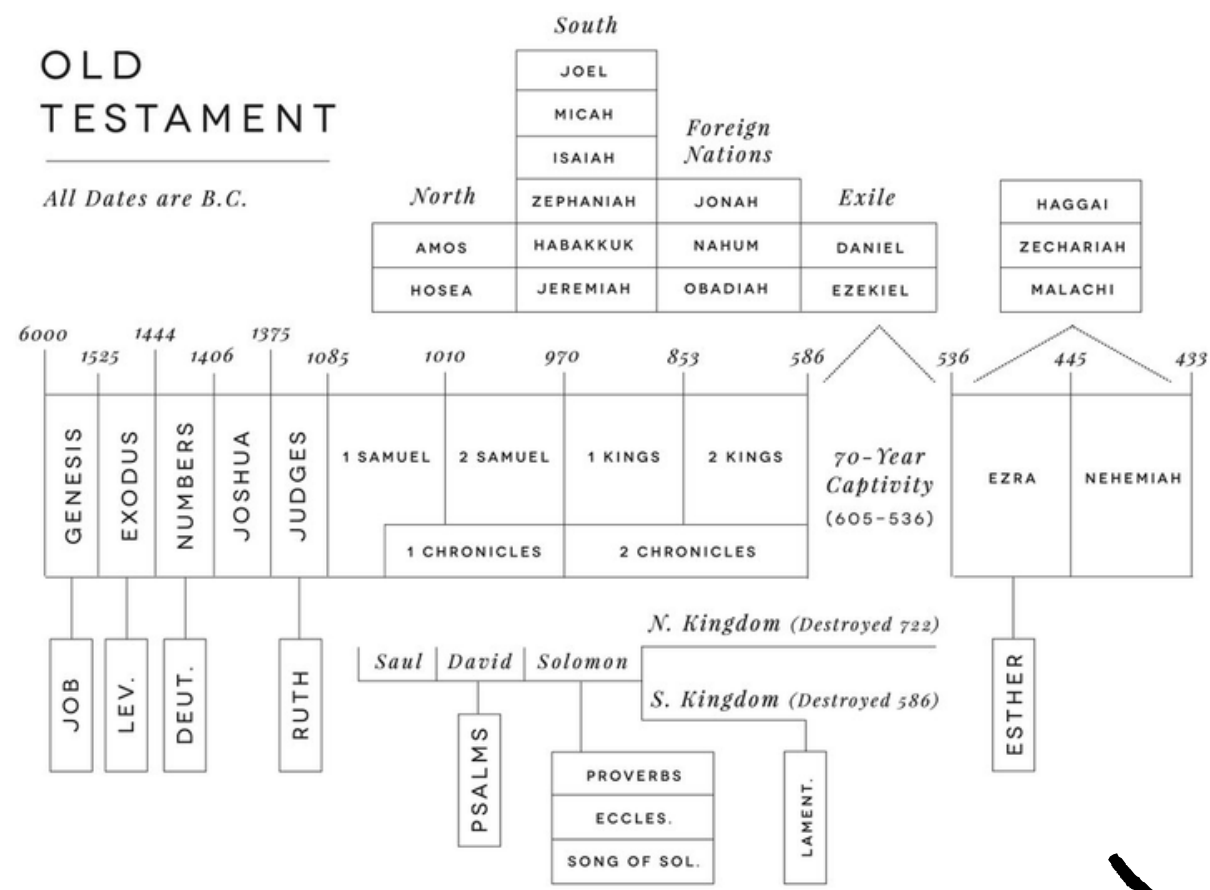 OLD
TESTAMENT
All Dates are B.C.
South
JOEL
MICAH
ISAIAH
ZEPHANIAH
HABAKKUK
JEREMIAH
North
AMOS
HOSEA
Foreign
Nations
JONAH
NAHUM
OBADIAH
Exile
DANIEL
EZEKIEL
HAGGAI
ZECHARIAH
MALACHI
6000
1525
1444
1406
1375
1085
1010
970
853
586
536
445
433
GENESIS
EXODUS
NUMBERS
JOSHUA
JUDGES
1 SAMUEL
2 SAMUEL
1 KINGS
2 KINGS
1 CHRONICLES
2 CHRONICLES
70-Year
Captivity
(605-536)
EZRA
NEHEMIAH
JOB
LEV.
DEUT.
RUTH
Saul
David
Solomon
N. Kingdom (Destroyed 722)
S. Kingdom (Destroyed 586)
PSALMS
PROVERBS
ECCLES.
SONG OF SOL.
LAMENT.
ESTHER